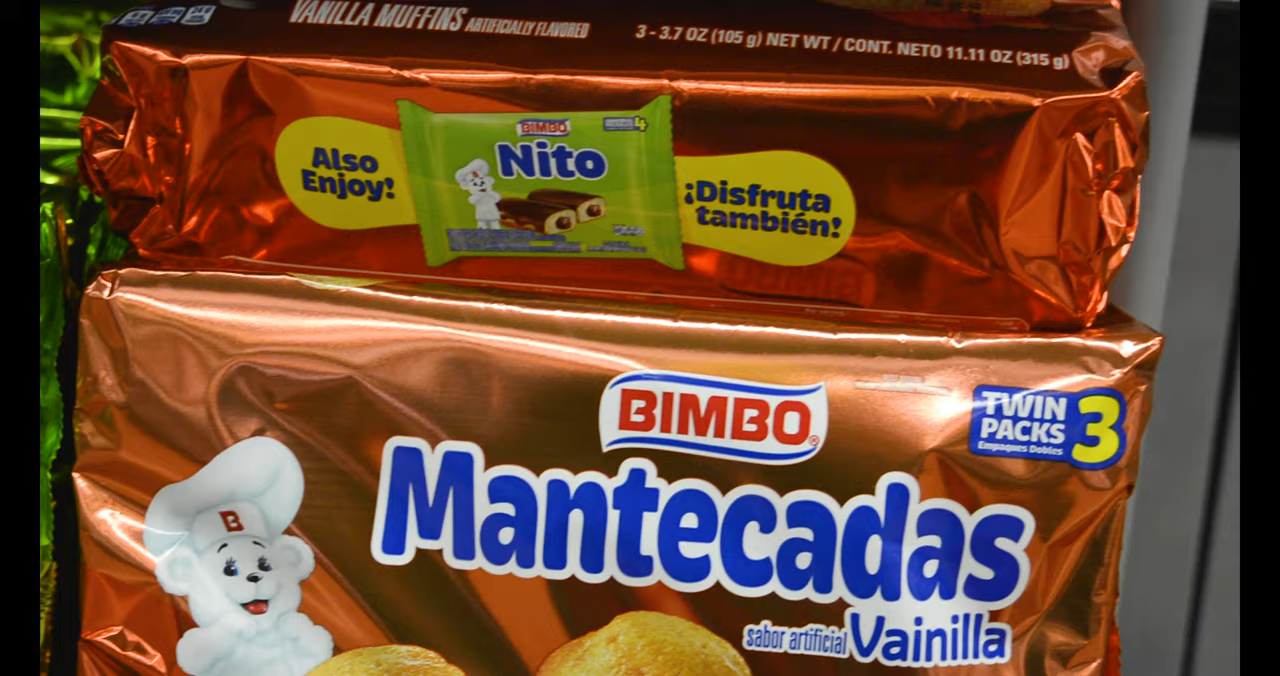 VANILLA MUFFINS ARTIFICIALLY FLAVORED
3 - 3.7 OZ (105 g) NET WT / CONT. NETO 11.11 OZ (315 g)
Also
Enjoy!
BIMBO
4
Nito
¡Disfruta
también!
BIMBO®
TWIN
PACKS 3
Empaques Dobles
B
Mantecadas
sabor artificial Vainilla